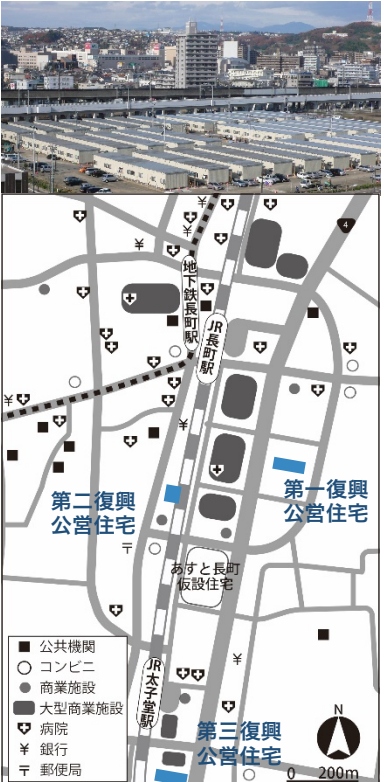 4
地下鉄長町駅
JR長町駅
第一復興
公営住宅
第二復興
公営住宅
あすと長町
仮設住宅
JR太子堂駅
第三復興
公営住宅
公共機関
コンビニ
商業施設
大型商業施設
病院
¥ 銀行
〒 郵便局
N
0 200m